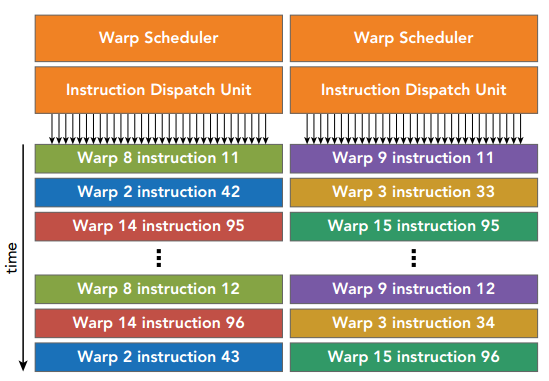 Warp Scheduler
Warp Scheduler
Instruction Dispatch Unit
Instruction Dispatch Unit
Warp 8 instruction 11
Warp 9 instruction 11
Warp 2 instruction 42
Warp 3 instruction 33
Warp 14 instruction 95
Warp 15 instruction 95
time
Warp 8 instruction 12
Warp 9 instruction 12
Warp 14 instruction 96
Warp 3 instruction 34
Warp 2 instruction 43
Warp 15 instruction 96